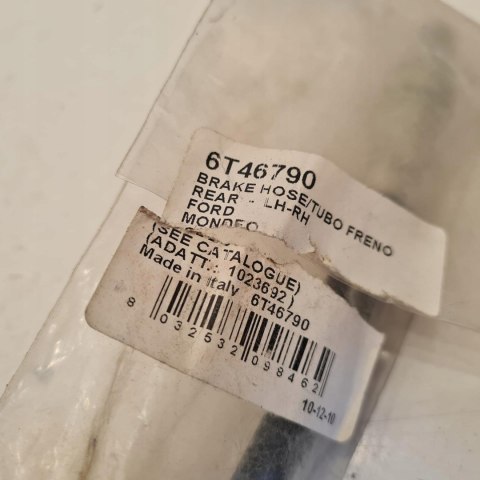 6T46790
BRAKE HOSE/TUBO FRENO
REAR - LH-RH
FORD
MONDEO
(SEE CATALOGUE)
(ADATT.: 1023692)
Made in Italy 6T46790
8 032532 098462
10-12-10